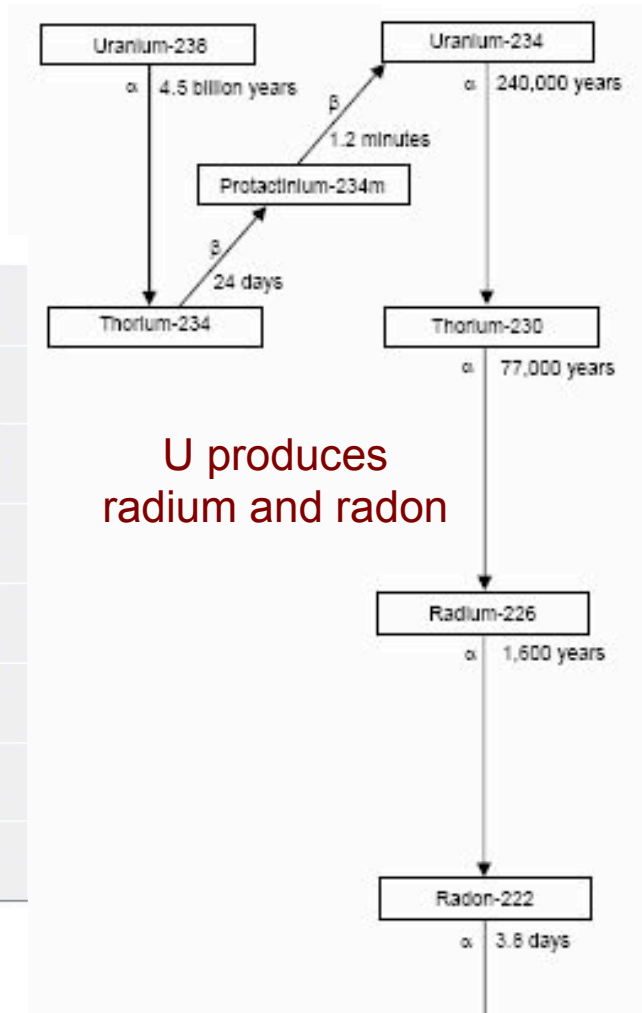 Uranium-238
Uranium-234
α 4.5 billion years
α 240,000 years
β
1.2 minutes
Protactinium-234m
β
24 days
Thorium-234
Thorium-230
α 77,000 years
U produces
radium and radon
Radium-226
α 1,600 years
Radon-222
α 3.8 days